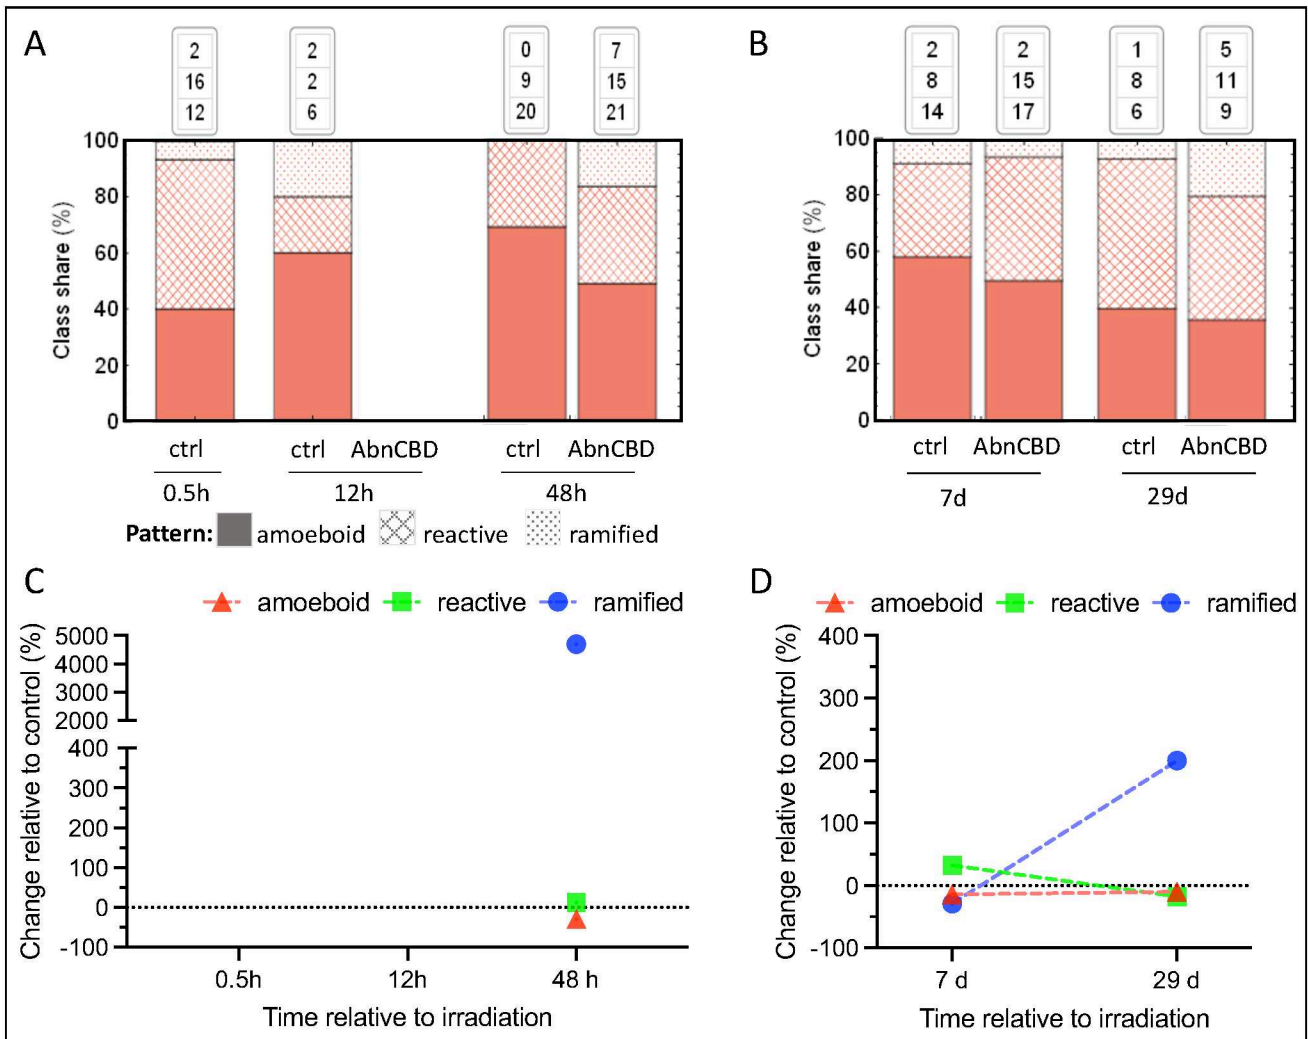 A
2
16
12
2
2
6
0
9
20
7
15
21
100
80
60
40
20
0
Class share (%)
ctrl
ctrl AbnCBD
ctrl AbnCBD
0.5h
12h
48h
Pattern: amoeboid reactive ramified
B
2
8
14
2
15
17
1
8
6
5
11
9
100
80
60
40
20
0
Class share (%)
ctrl AbnCBD
ctrl AbnCBD
7d
29d
C
amoeboid reactive ramified
5000
4000
3000
2000
400
300
200
100
0
-100
Change relative to control (%)
0.5h 12h 48 h
Time relative to irradiation
D
amoeboid reactive ramified
400
300
200
100
0
-100
Change relative to control (%)
7 d 29 d
Time relative to irradiation